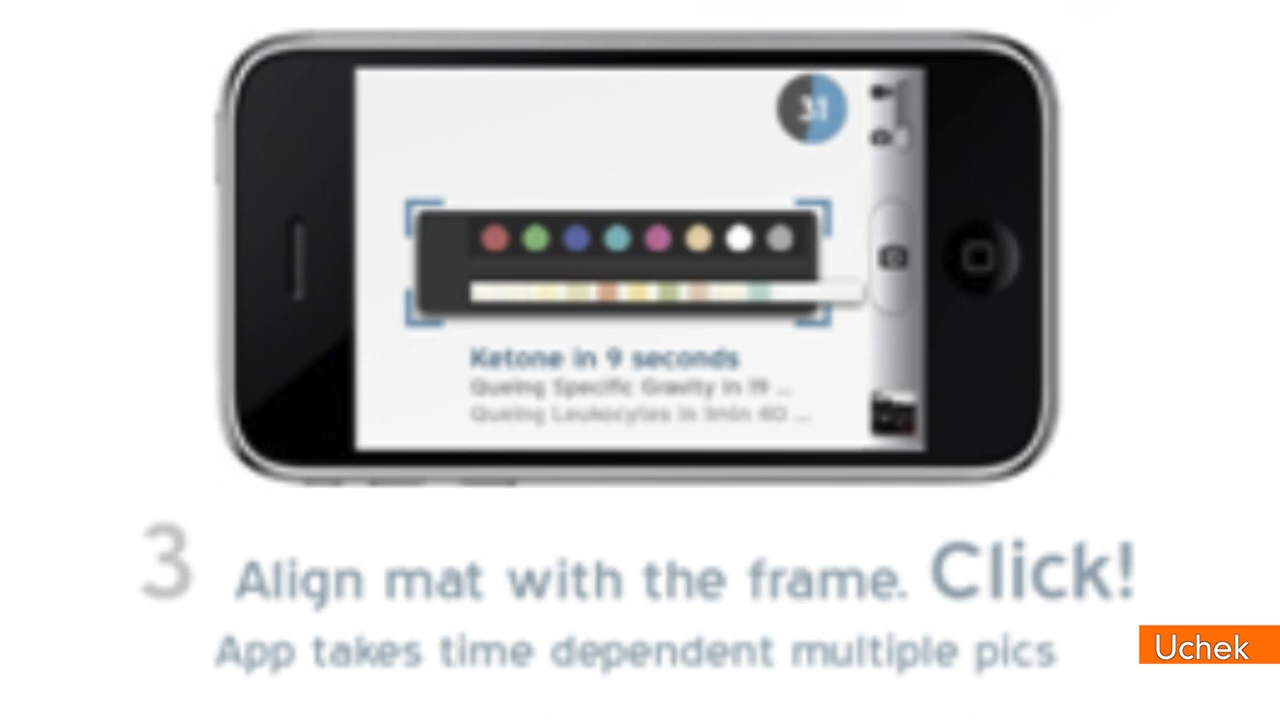 31
Ketone in 9 seconds
Queing Specific Gravity in 19 ...
Queing Leukocytes in 1min 40 ...
3 Align mat with the frame. Click!
App takes time dependent multiple pics
Uchek